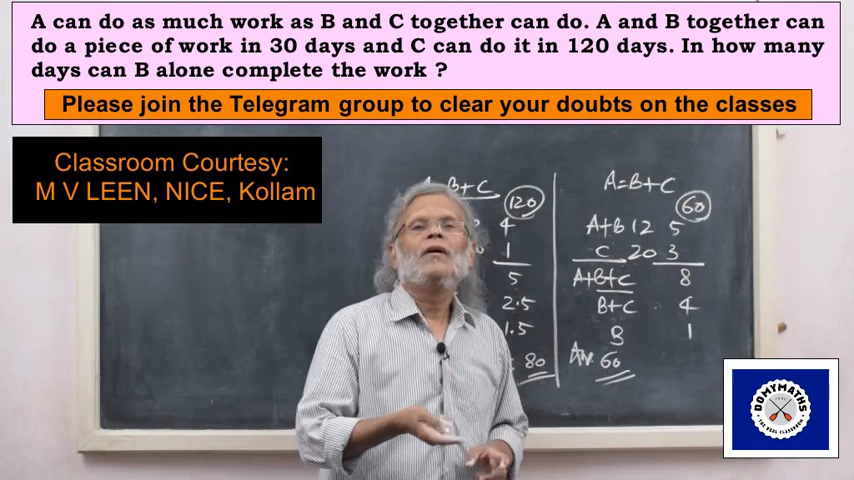 A can do as much work as B and C together can do. A and B together can
do a piece of work in 30 days and C can do it in 120 days. In how many
days can B alone complete the work ?
Please join the Telegram group to clear your doubts on the classes
Classroom Courtesy:
M V LEEN, NICE, Kollam
B+C
120
4
1
5
2.5
1.5
80
A=B+C
60
A+B 12 5
C 20 3
A+B+C 8
B+C 4
B 1
Ans. 60
DOMYMATHS
THE REAL CLASSROOM